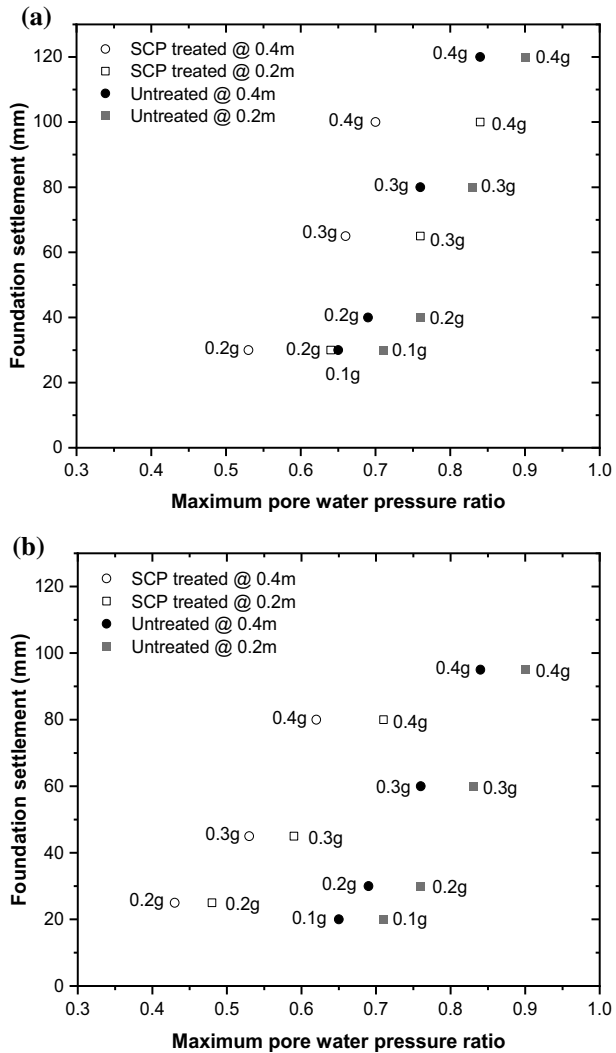 (a)
SCP treated @ 0.4m
SCP treated @ 0.2m
Untreated @ 0.4m
Untreated @ 0.2m
0.4g 0.4g
0.4g 0.4g
0.3g 0.3g
0.3g 0.3g
0.2g 0.2g
0.2g 0.2g 0.1g
0.1g
Foundation settlement (mm)
120
100
80
60
40
20
0
0.3 0.4 0.5 0.6 0.7 0.8 0.9 1.0
Maximum pore water pressure ratio
(b)
SCP treated @ 0.4m
SCP treated @ 0.2m
Untreated @ 0.4m
Untreated @ 0.2m
0.4g 0.4g
0.4g 0.4g
0.3g 0.3g
0.3g 0.3g
0.2g 0.2g
0.2g 0.2g
0.1g 0.1g
Foundation settlement (mm)
120
100
80
60
40
20
0
0.3 0.4 0.5 0.6 0.7 0.8 0.9 1.0
Maximum pore water pressure ratio